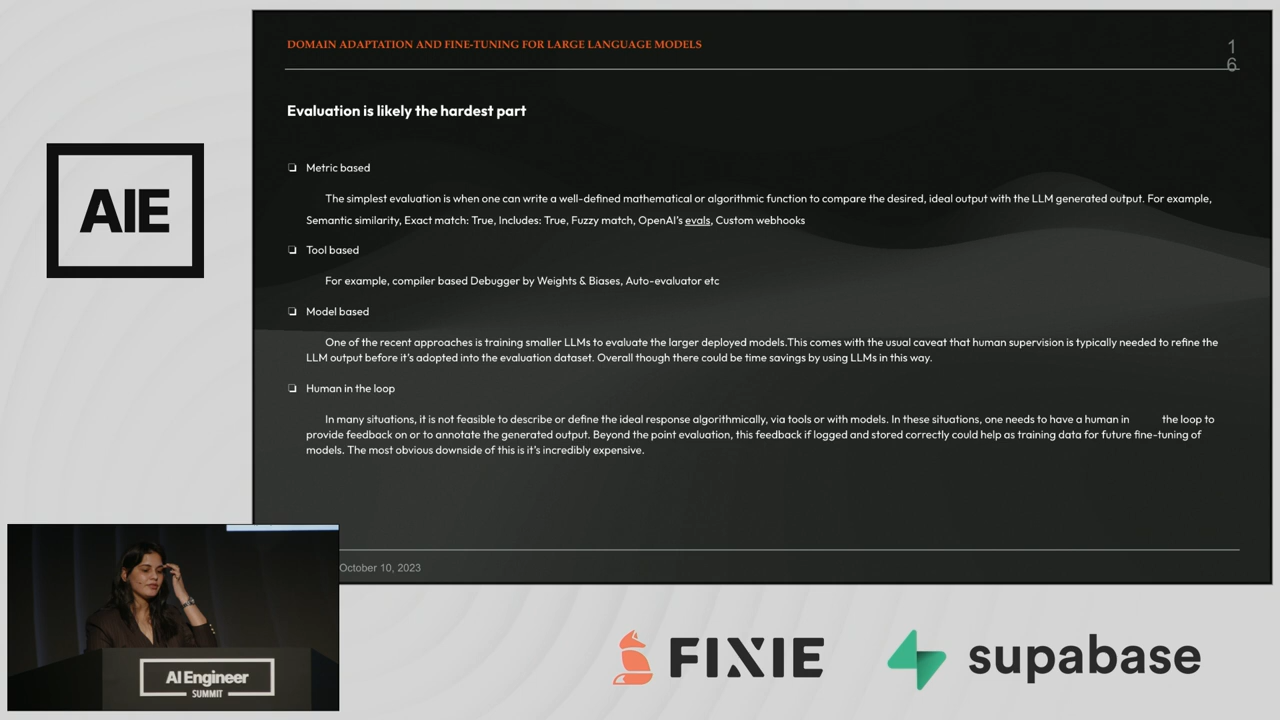 DOMAIN ADAPTATION AND FINE-TUNING FOR LARGE LANGUAGE MODELS
1
6
Evaluation is likely the hardest part
AIE
❏ Metric based
The simplest evaluation is when one can write a well-defined mathematical or algorithmic function to compare the desired, ideal output with the LLM generated output. For example,
Semantic similarity, Exact match: True, Includes: True, Fuzzy match, OpenAI's evals, Custom webhooks
❏ Tool based
For example, compiler based Debugger by Weights & Biases, Auto-evaluator etc
❏ Model based
One of the recent approaches is training smaller LLMs to evaluate the larger deployed models.This comes with the usual caveat that human supervision is typically needed to refine the
LLM output before it's adopted into the evaluation dataset. Overall though there could be time savings by using LLMs in this way.
❏ Human in the loop
In many situations, it is not feasible to describe or define the ideal response algorithmically, via tools or with models. In these situations, one needs to have a human in the loop to
provide feedback on or to annotate the generated output. Beyond the point evaluation, this feedback if logged and stored correctly could help as training data for future fine-tuning of
models. The most obvious downside of this is it's incredibly expensive.
October 10, 2023
AI Engineer
SUMMIT
FIXIE
supabase